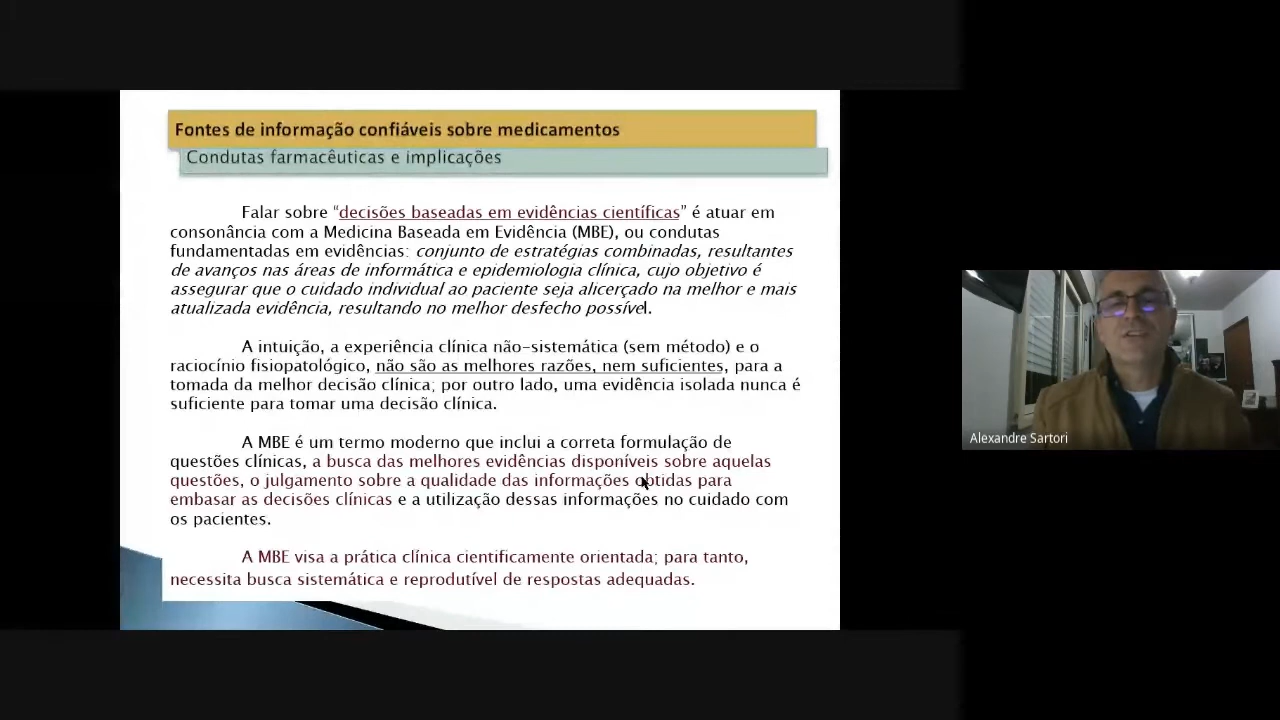 Fontes de informação confiáveis sobre medicamentos
Condutas farmacêuticas e implicações
Falar sobre “decisões baseadas em evidências científicas” é atuar em
consonância com a Medicina Baseada em Evidência (MBE), ou condutas
fundamentadas em evidências: conjunto de estratégias combinadas, resultantes
de avanços nas áreas de informática e epidemiologia clínica, cujo objetivo é
assegurar que o cuidado individual ao paciente seja alicerçado na melhor e mais
atualizada evidência, resultando no melhor desfecho possível.
A intuição, a experiência clínica não-sistemática (sem método) e o
raciocínio fisiopatológico, não são as melhores razões, nem suficientes, para a
tomada da melhor decisão clínica; por outro lado, uma evidência isolada nunca é
suficiente para tomar uma decisão clínica.
A MBE é um termo moderno que inclui a correta formulação de
questões clínicas, a busca das melhores evidências disponíveis sobre aquelas
questões, o julgamento sobre a qualidade das informações obtidas para
embasar as decisões clínicas e a utilização dessas informações no cuidado com
os pacientes.
A MBE visa a prática clínica cientificamente orientada; para tanto,
necessita busca sistemática e reprodutível de respostas adequadas.
Alexandre Sartori